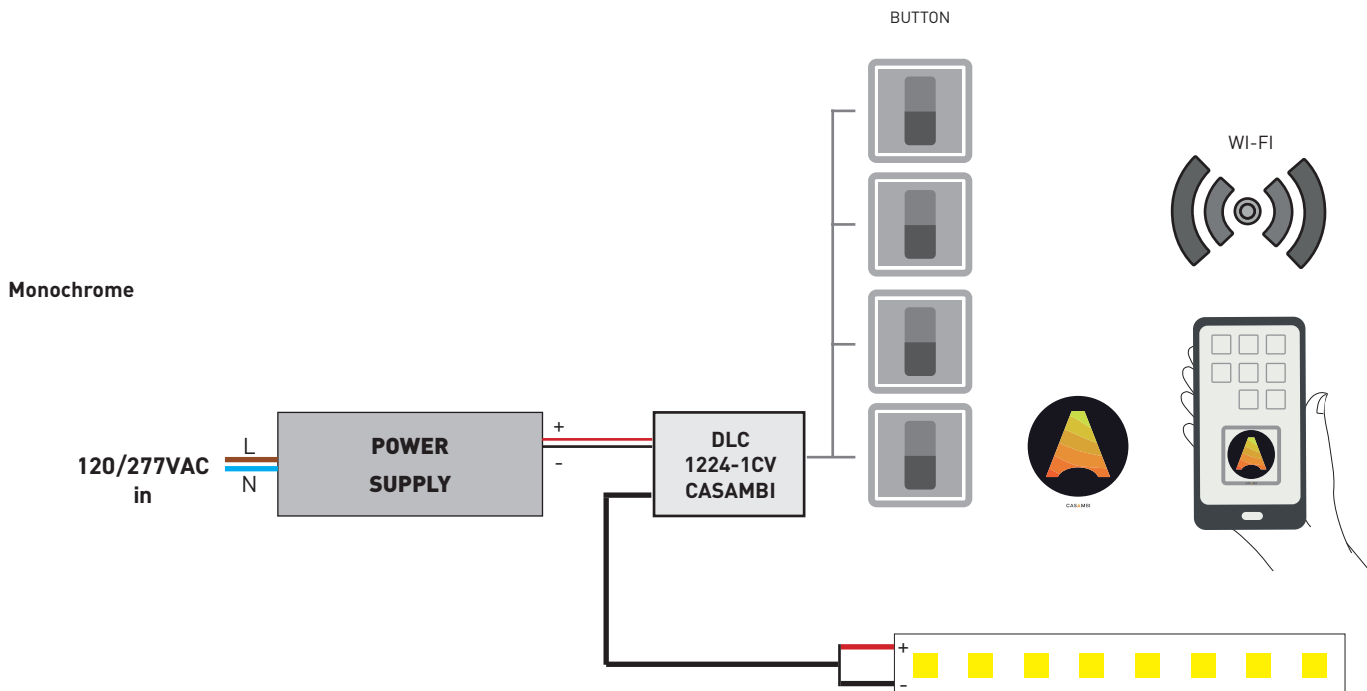 BUTTON
WI-FI
Monochrome
120/277VAC
in
L
N
POWER
SUPPLY
+
-
DLC
1224-1CV
CASAMBI
CASAMBI
+
-